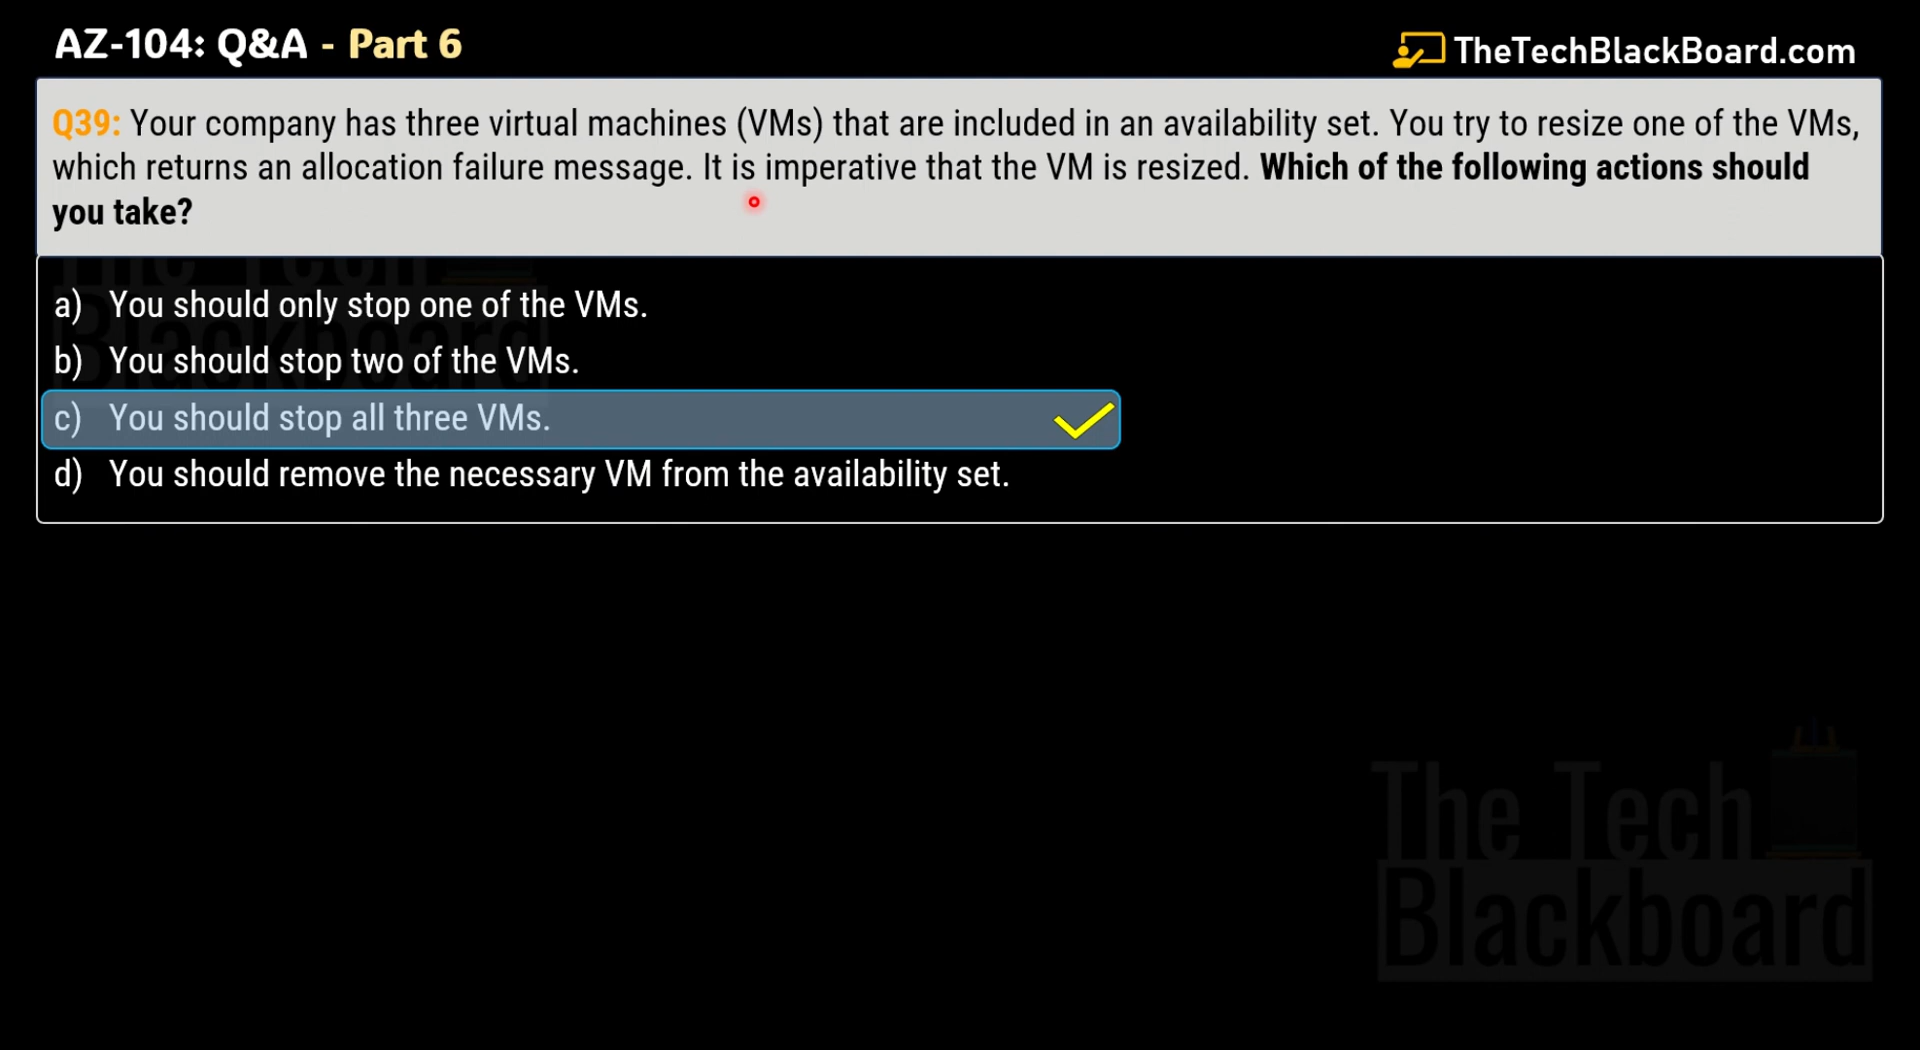 AZ-104: Q&A - Part 6
TheTechBlackBoard.com
Q39: Your company has three virtual machines (VMs) that are included in an availability set. You try to resize one of the VMs,
which returns an allocation failure message. It is imperative that the VM is resized. Which of the following actions should
you take?
a) You should only stop one of the VMs.
b) You should stop two of the VMs.
c) You should stop all three VMs.
d) You should remove the necessary VM from the availability set.
The Tech
Blackboard
The Tech
Blackboard